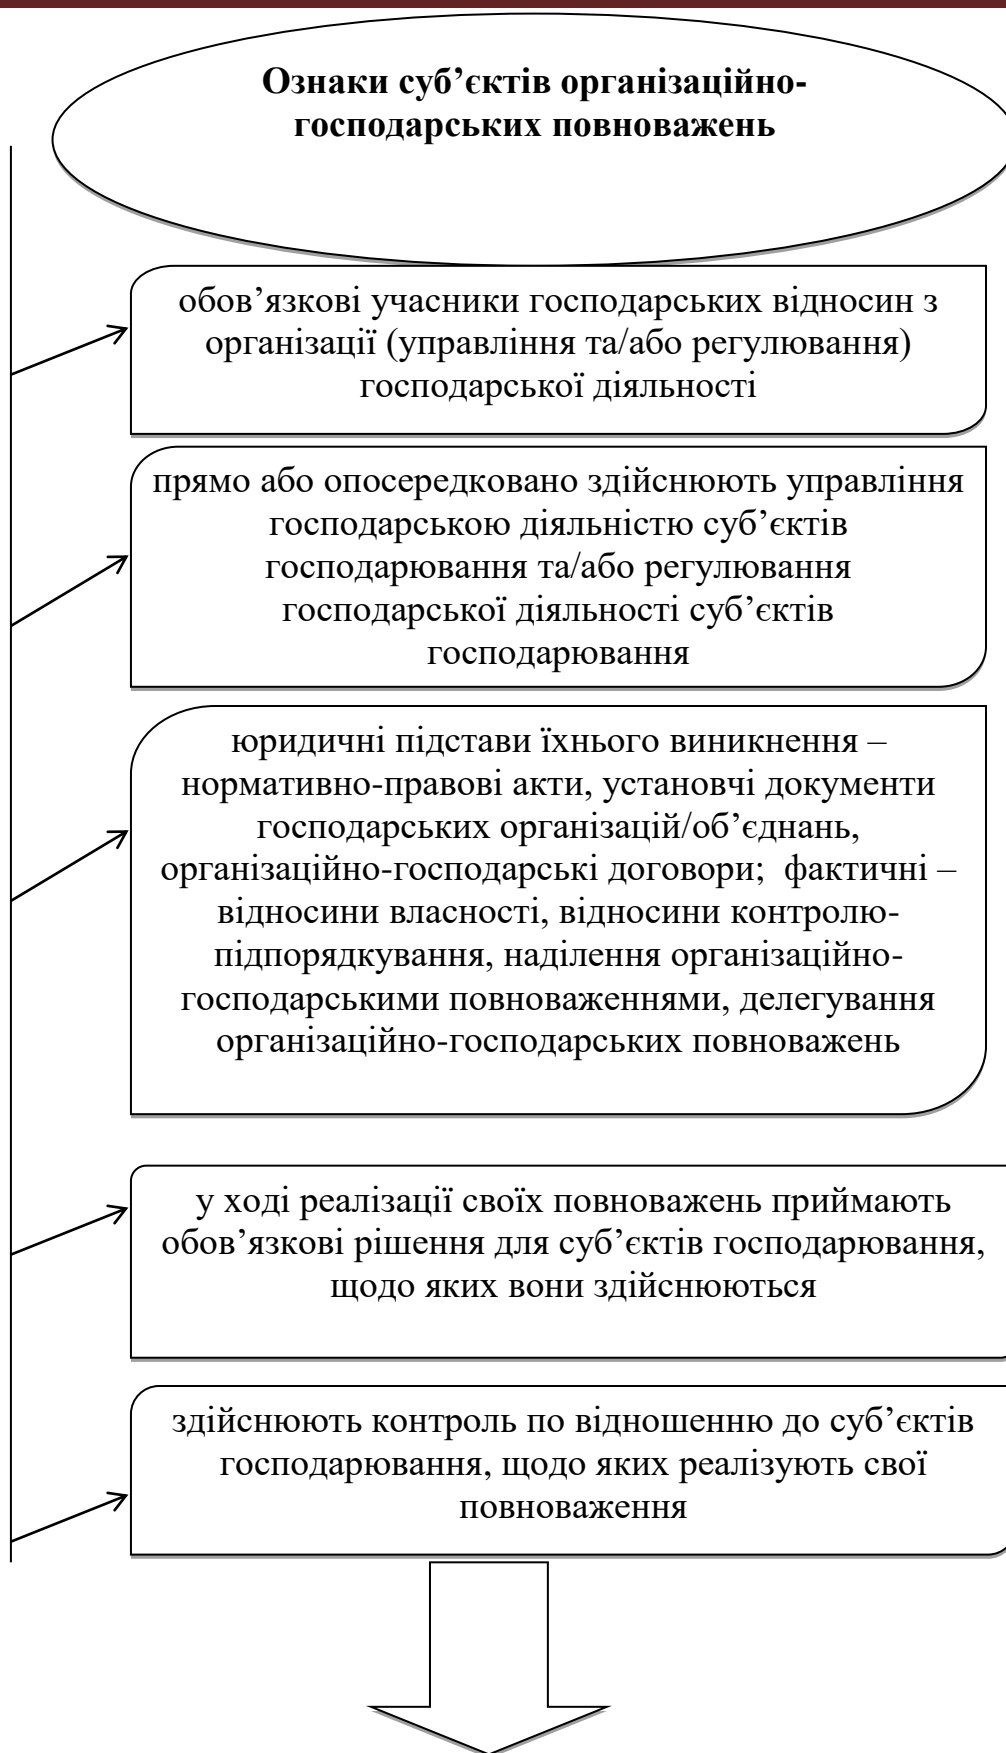 Ознаки суб’єктів організаційно-
господарських повноважень
обов’язкові учасники господарських відносин з
організації (управління та/або регулювання)
господарської діяльності
прямо або опосередковано здійснюють управління
господарською діяльністю суб’єктів
господарювання та/або регулювання
господарської діяльності суб’єктів
господарювання
юридичні підстави їхнього виникнення –
нормативно-правові акти, установчі документи
господарських організацій/об’єднань,
організаційно-господарські договори;  фактичні –
відносини власності, відносини контролю-
підпорядкування, наділення організаційно-
господарськими повноваженнями, делегування
організаційно-господарських повноважень
у ході реалізації своїх повноважень приймають
обов’язкові рішення для суб’єктів господарювання,
щодо яких вони здійснюються
здійснюють контроль по відношенню до суб’єктів
господарювання, щодо яких реалізують свої
повноваження